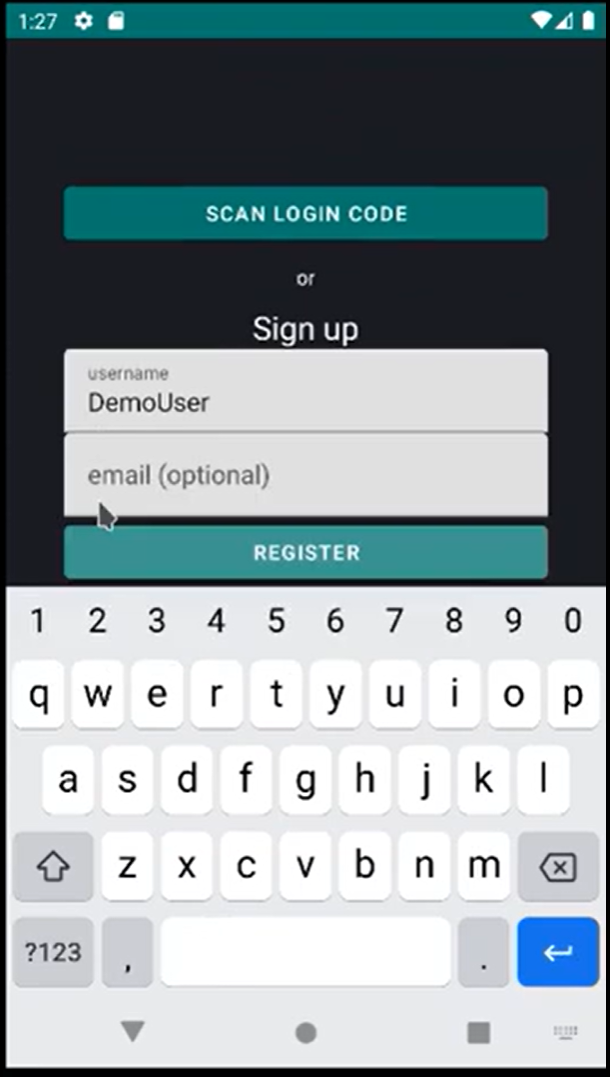 1:27
SCAN LOGIN CODE
or
Sign up
username
DemoUser
email (optional)
REGISTER
1 2 3 4 5 6 7 8 9 0
q w e r t y u i o p
a s d f g h j k l
z x c v b n m
?123 , .